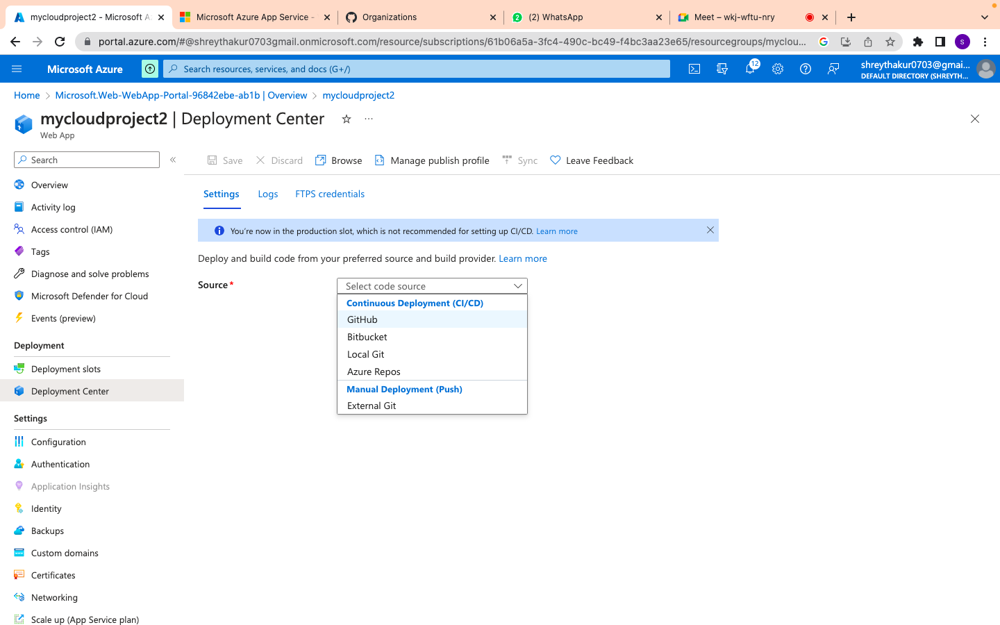 mycloudproject2 - Microsoft A
Microsoft Azure App Service -
Organizations
(2) WhatsApp
Meet – wkj-wftu-nry
portal.azure.com/#@shreythakur0703gmail.onmicrosoft.com/resource/subscriptions/61b06a5a-3fc4-490c-bc49-f4bc3aa23e65/resourcegroups/myclou...
S
Microsoft Azure
Search resources, services, and docs (G+/)
12
shreythakur0703@gmai...
DEFAULT DIRECTORY (SHREYTH...
Home > Microsoft.Web-WebApp-Portal-96842ebe-ab1b | Overview > mycloudproject2
mycloudproject2 | Deployment Center
Web App
Search
Save
Discard
Browse
Manage publish profile
Sync
Leave Feedback
Overview
Activity log
Access control (IAM)
Tags
Diagnose and solve problems
Microsoft Defender for Cloud
Events (preview)
Deployment
Deployment slots
Deployment Center
Settings
Configuration
Authentication
Application Insights
Identity
Backups
Custom domains
Certificates
Networking
Scale up (App Service plan)
Settings
Logs
FTPS credentials
You're now in the production slot, which is not recommended for setting up CI/CD. Learn more
Deploy and build code from your preferred source and build provider. Learn more
Source *
Select code source
Continuous Deployment (CI/CD)
GitHub
Bitbucket
Local Git
Azure Repos
Manual Deployment (Push)
External Git